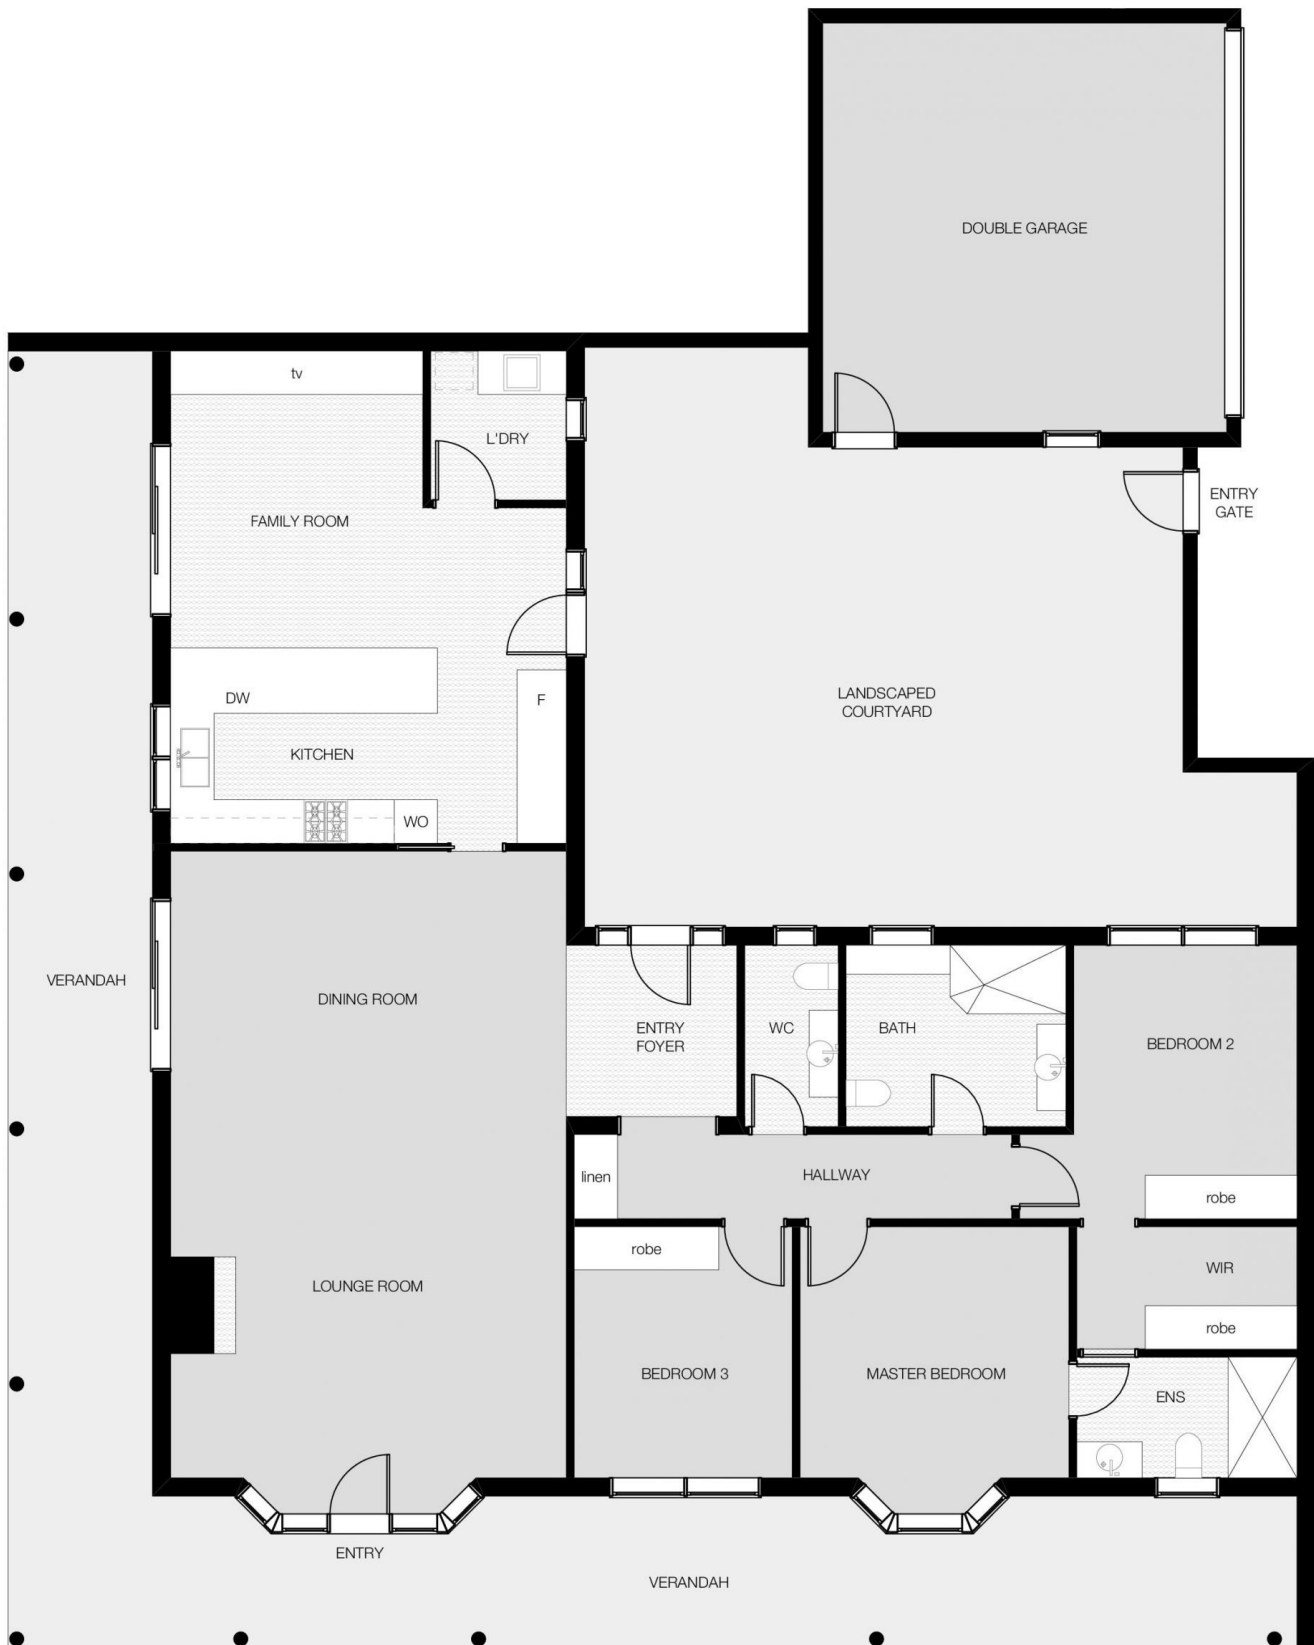 DOUBLE GARAGE
tv
L'DRY
ENTRY
GATE
FAMILY ROOM
DW
F
LANDSCAPED
COURTYARD
KITCHEN
WO
VERANDAH
DINING ROOM
ENTRY
FOYER
WC
BATH
BEDROOM 2
linen
HALLWAY
robe
robe
WIR
LOUNGE ROOM
robe
BEDROOM 3
MASTER BEDROOM
ENS
ENTRY
VERANDAH